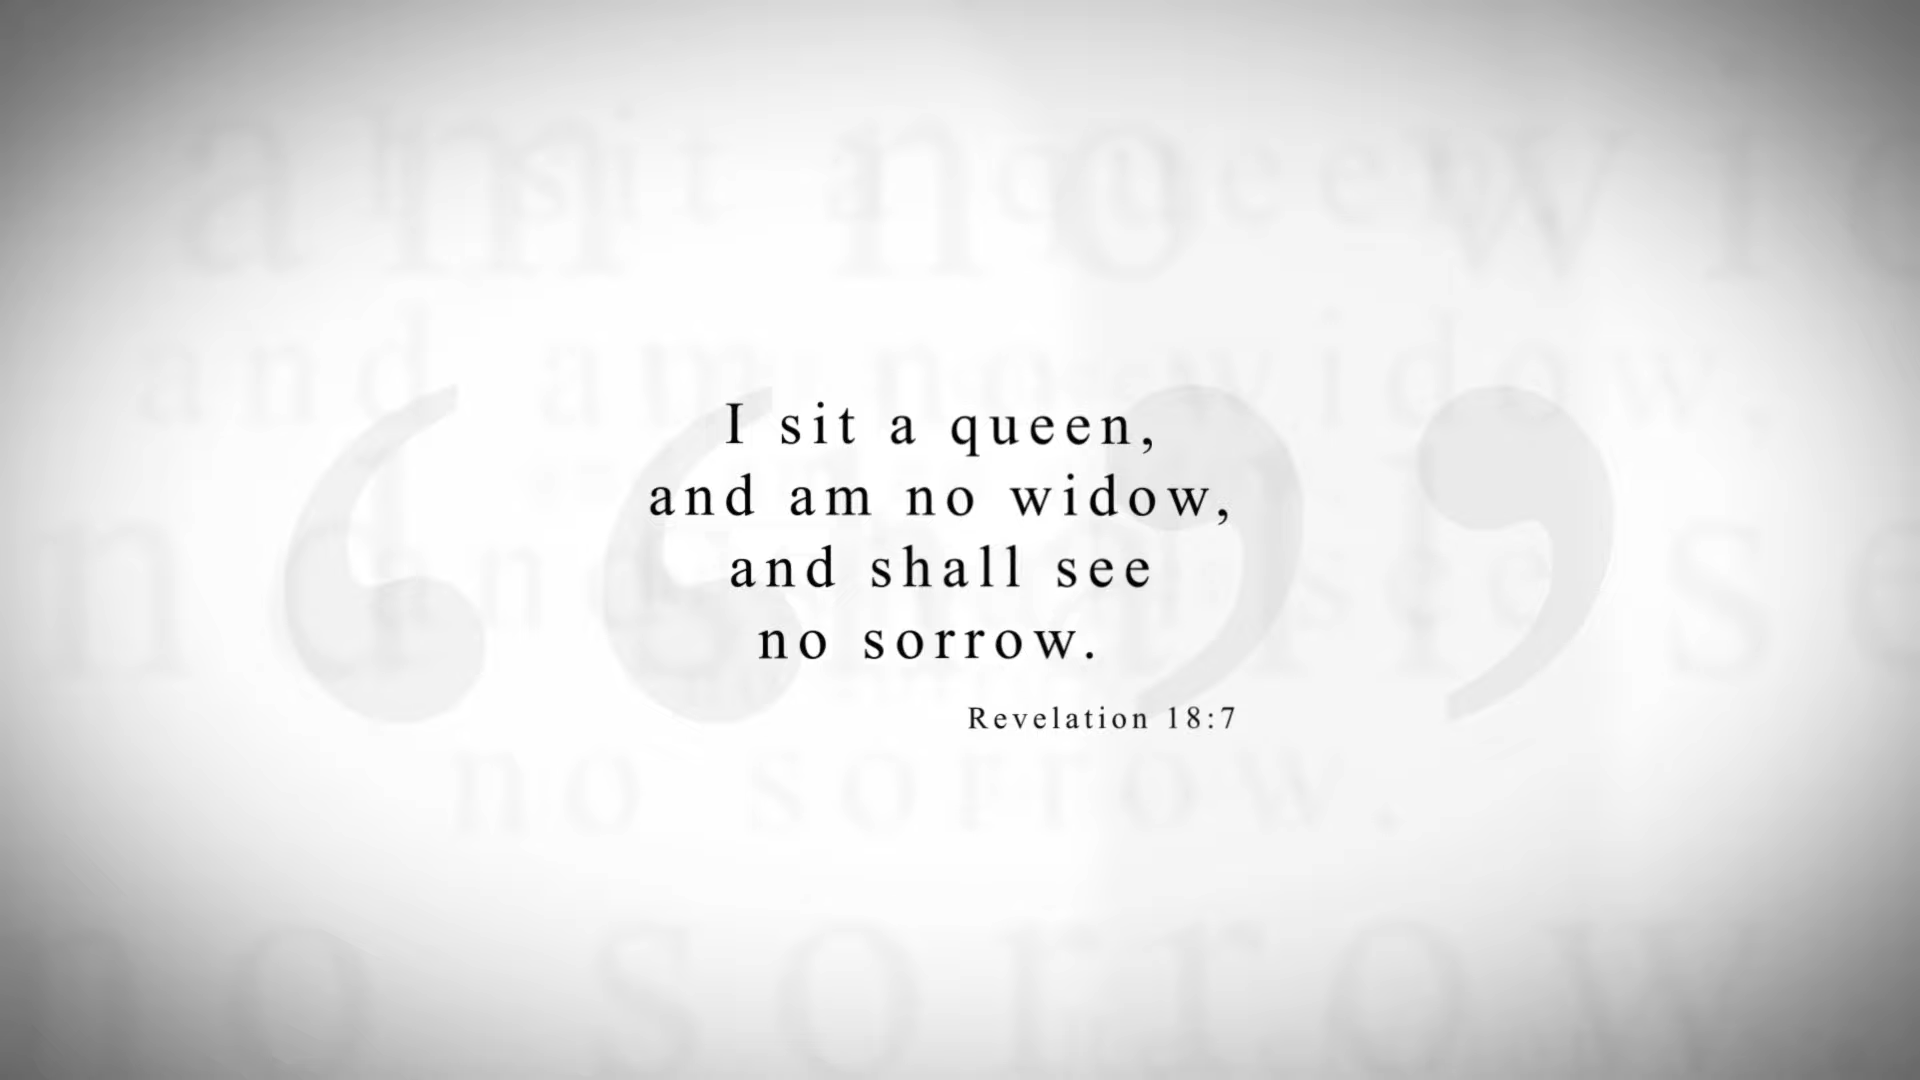 I sit a queen,
and am no widow,
and shall see
no sorrow.
Revelation 18:7